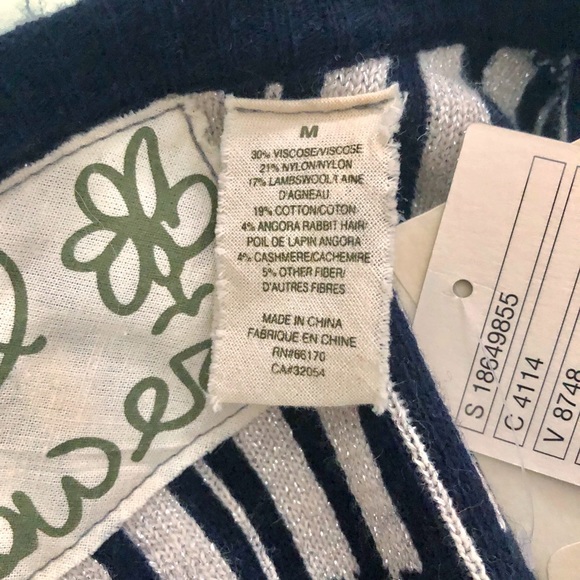 M
30% VISCOSE/VISCOSE
21% NYLON/NYLON
17% LAMBSWOOL/LAINE
D'AGNEAU
19% COTTON/COTON
4% ANGORA RABBIT HAIR/
POIL DE LAPIN ANGORA
4% CASHMERE/CACHEMIRE
5% OTHER FIBER/
D'AUTRES FIBRES
MADE IN CHINA
FABRIQUE EN CHINE
RN#66170
CA#32054
S 18649855
C 4114
V 8748